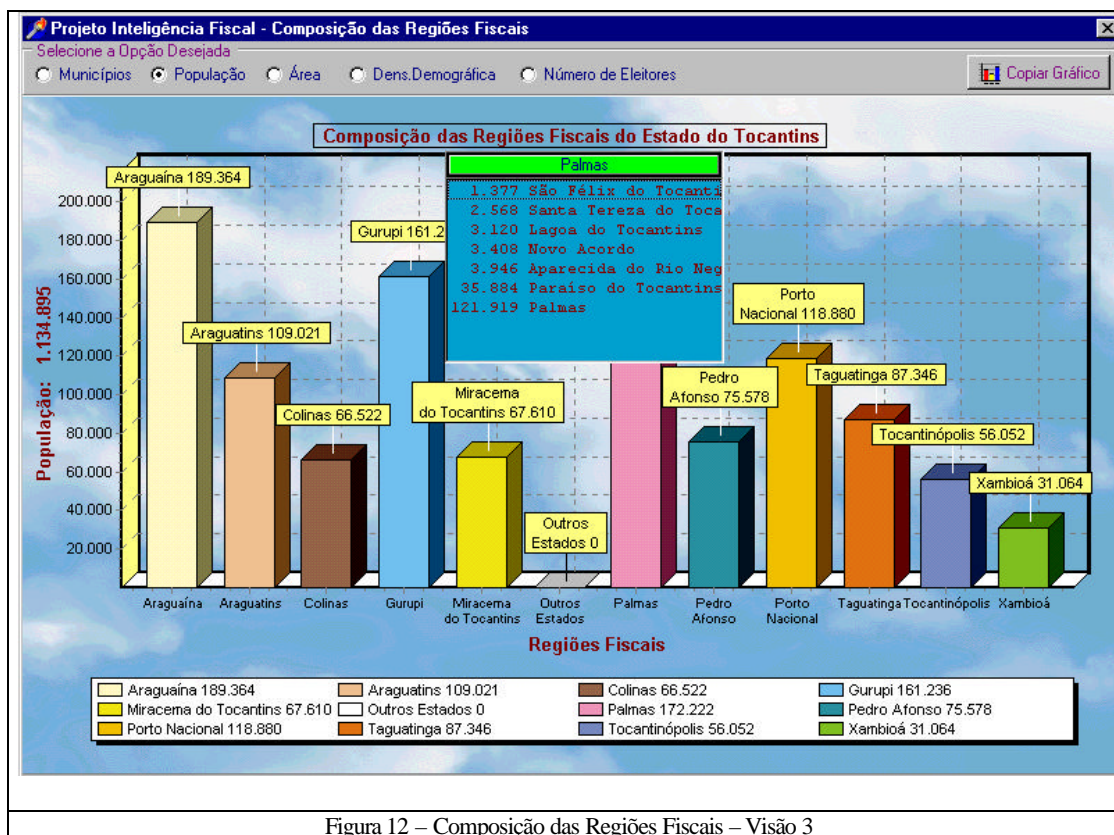 Projeto Inteligência Fiscal - Composição das Regiões Fiscais
Selecione a Opção Desejada
Municípios População Área Dens.Demográfica Número de Eleitores
Copiar Gráfico
Composição das Regiões Fiscais do Estado do Tocantins
Palmas
1.377 São Félix do Tocanti
2.568 Santa Tereza do Toca
3.120 Lagoa do Tocantins
3.408 Novo Acordo
3.946 Aparecida do Rio Neg
35.884 Paraíso do Tocantins
121.919 Palmas
População: 1.134.895
200.000
180.000
160.000
140.000
120.000
100.000
80.000
60.000
40.000
20.000
Araguaína 189.364
Araguatins 109.021
Colinas 66.522
Gurupi 161.2
Miracema
do Tocantins 67.610
Outros
Estados 0
Pedro
Afonso 75.578
Porto
Nacional 118.880
Taguatinga 87.346
Tocantinópolis 56.052
Xambioá 31.064
Araguaína
Araguatins
Colinas
Gurupi
Miracema
do Tocantins
Outros
Estados
Palmas
Pedro
Afonso
Porto
Nacional
Taguatinga
Tocantinópolis
Xambioá
Regiões Fiscais
Araguaína 189.364 Araguatins 109.021 Colinas 66.522 Gurupi 161.236
Miracema do Tocantins 67.610 Outros Estados 0 Palmas 172.222 Pedro Afonso 75.578
Porto Nacional 118.880 Taguatinga 87.346 Tocantinópolis 56.052 Xambioá 31.064
Figura 12 – Composição das Regiões Fiscais – Visão 3